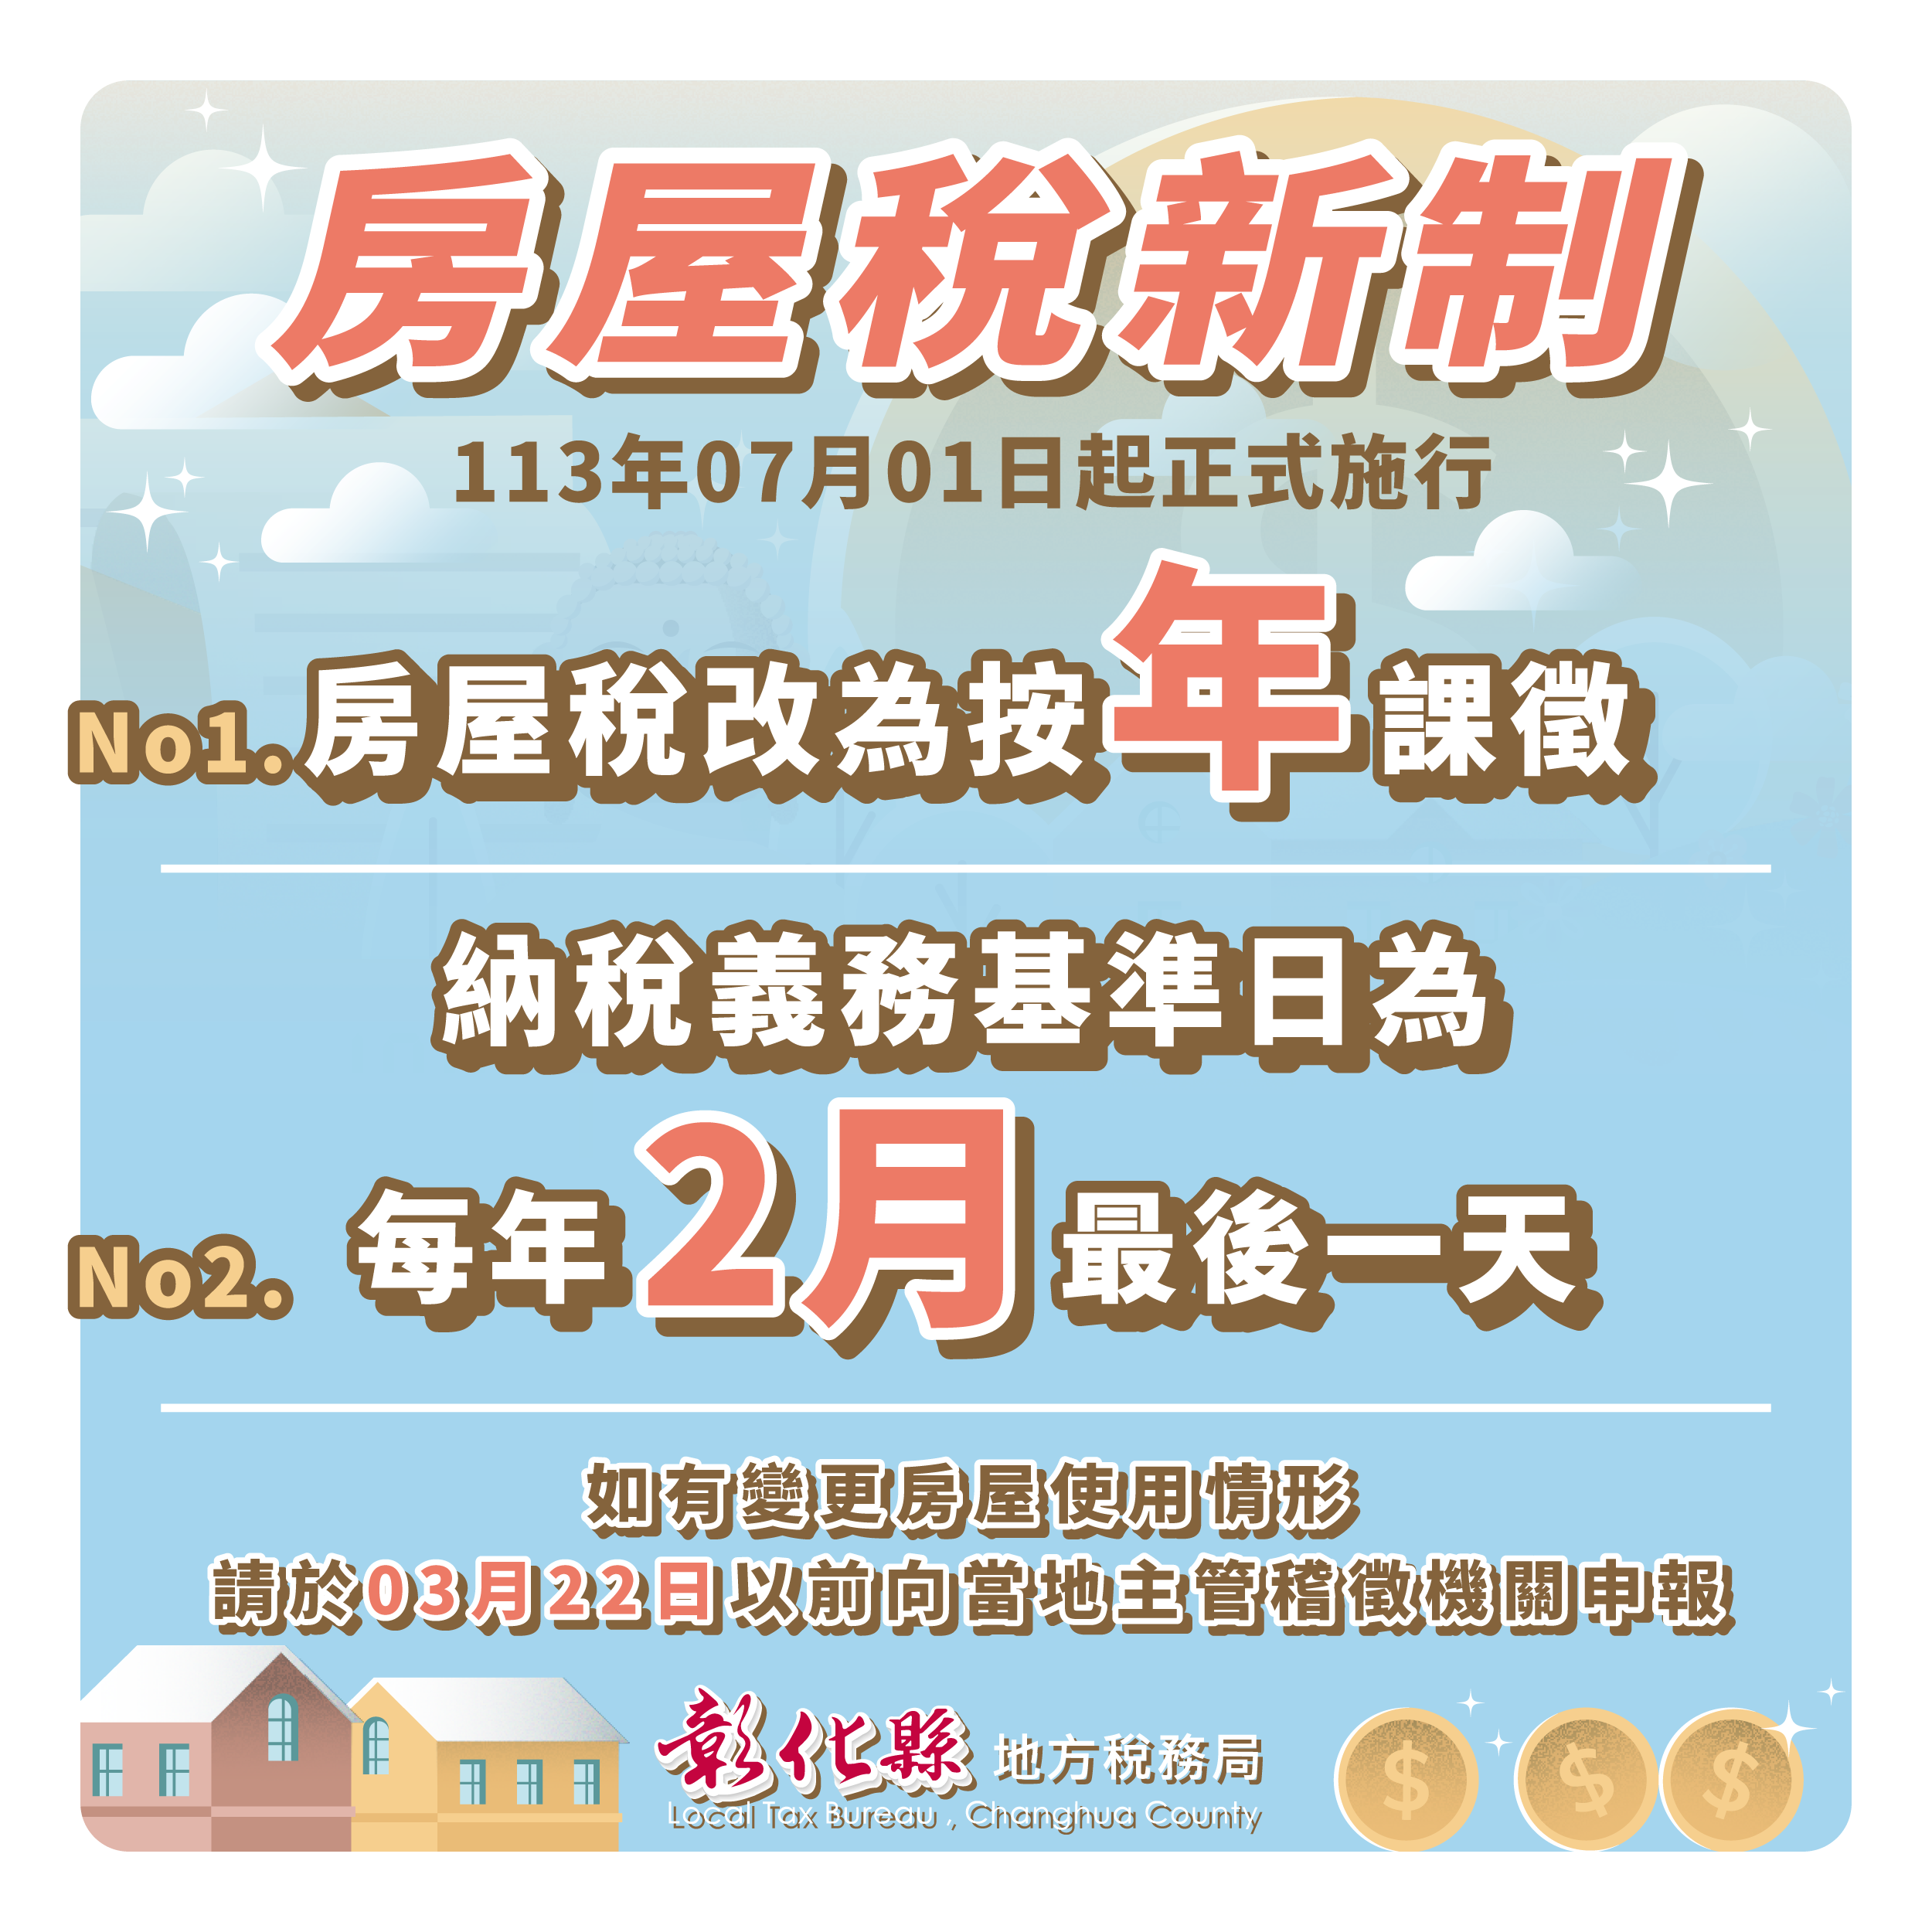 房屋稅新制
113年07月01日起正式施行
No1.房屋稅改為按年課徵
納稅義務基準日為
No2. 每年2月最後一天
如有變更房屋使用情形
請於03月22日以前向當地主管稽徵機關申報
彰化縣 地方稅務局
Local Tax Bureau , Changhua County